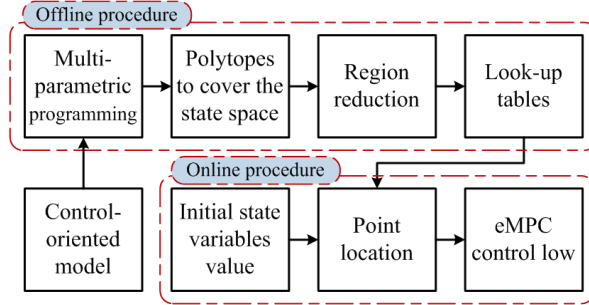 Offline procedure
Multi-
parametric
programming
Polytopes
to cover the
state space
Region
reduction
Look-up
tables
Online procedure
Control-
oriented
model
Initial state
variables
value
Point
location
eMPC
control low